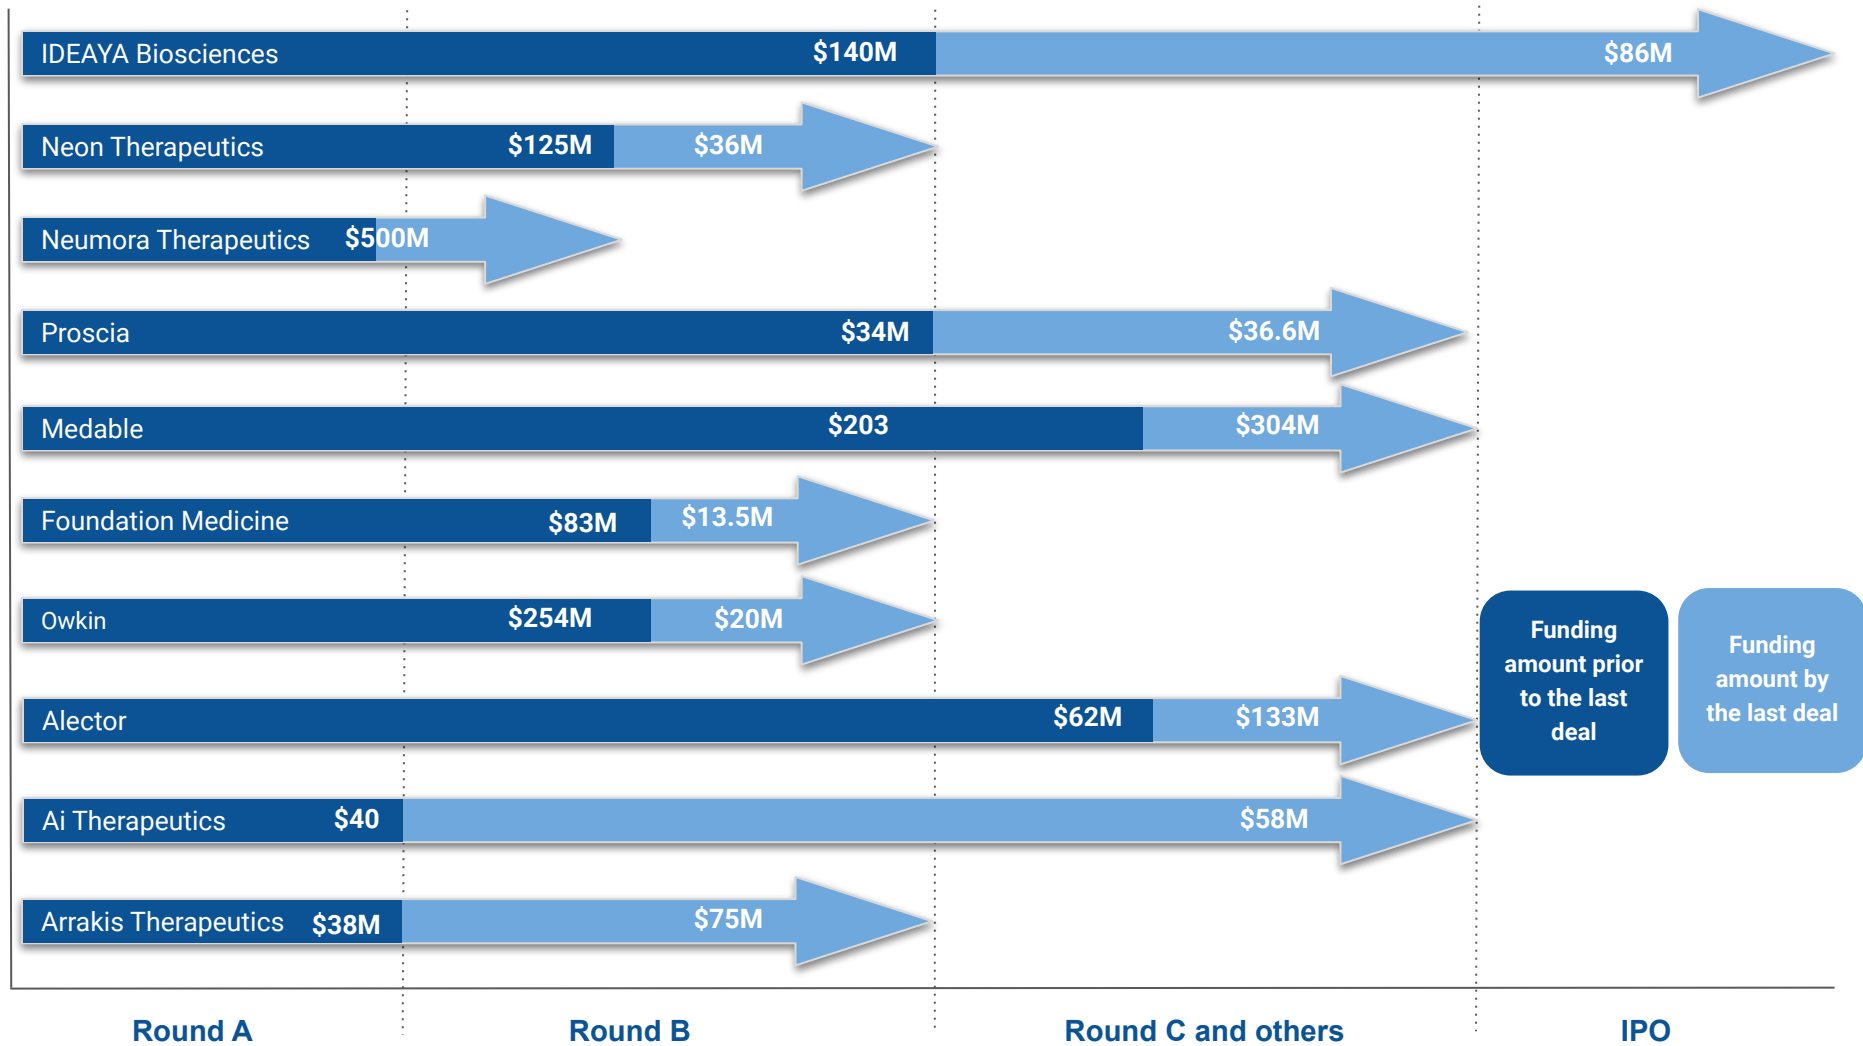 IDEAYA Biosciences $140M $86M
Neon Therapeutics $125M $36M
Neumora Therapeutics $500M
Proscia $34M $36.6M
Medable $203 $304M
Foundation Medicine $83M $13.5M
Owkin $254M $20M
Alector $62M $133M
Ai Therapeutics $40 $58M
Arrakis Therapeutics $38M $75M
Funding
amount prior
to the last
deal
Funding
amount by
the last deal
Round A Round B Round C and others IPO